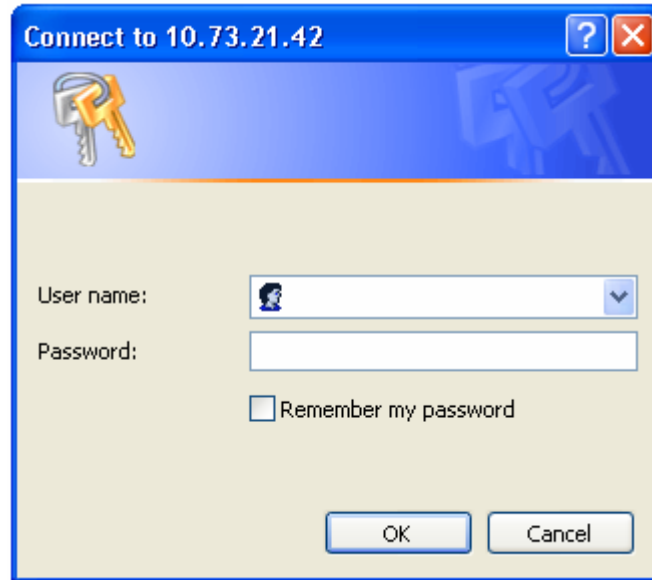 Connect to 10.73.21.42
User name:
Password:
Remember my password
OK Cancel